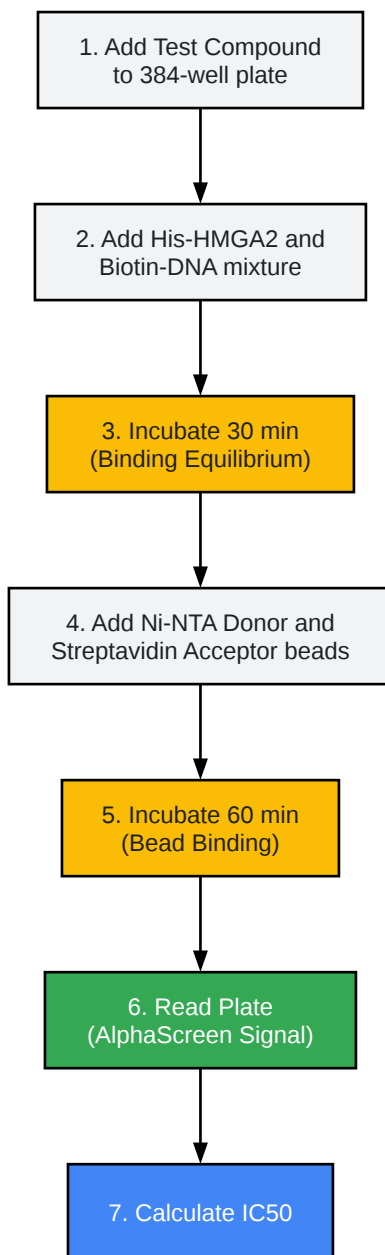 1. Add Test Compound
to 384-well plate
2. Add His-HMGA2 and
Biotin-DNA mixture
3. Incubate 30 min
(Binding Equilibrium)
4. Add Ni-NTA Donor and
Streptavidin Acceptor beads
5. Incubate 60 min
(Bead Binding)
6. Read Plate
(AlphaScreen Signal)
7. Calculate IC50